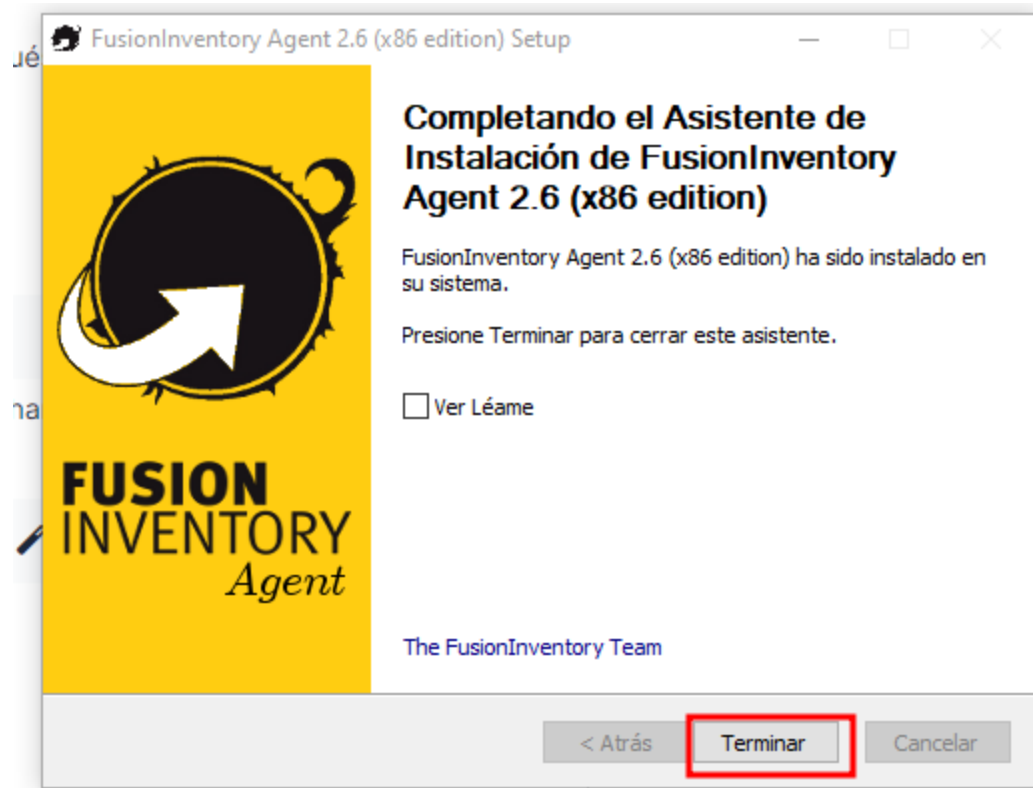 FusionInventory Agent 2.6 (x86 edition) Setup
Completando el Asistente de
Instalación de FusionInventory
Agent 2.6 (x86 edition)
FusionInventory Agent 2.6 (x86 edition) ha sido instalado en
su sistema.
Presione Terminar para cerrar este asistente.
Ver Léame
FUSION
INVENTORY
Agent
The FusionInventory Team
< Atrás Terminar Cancelar